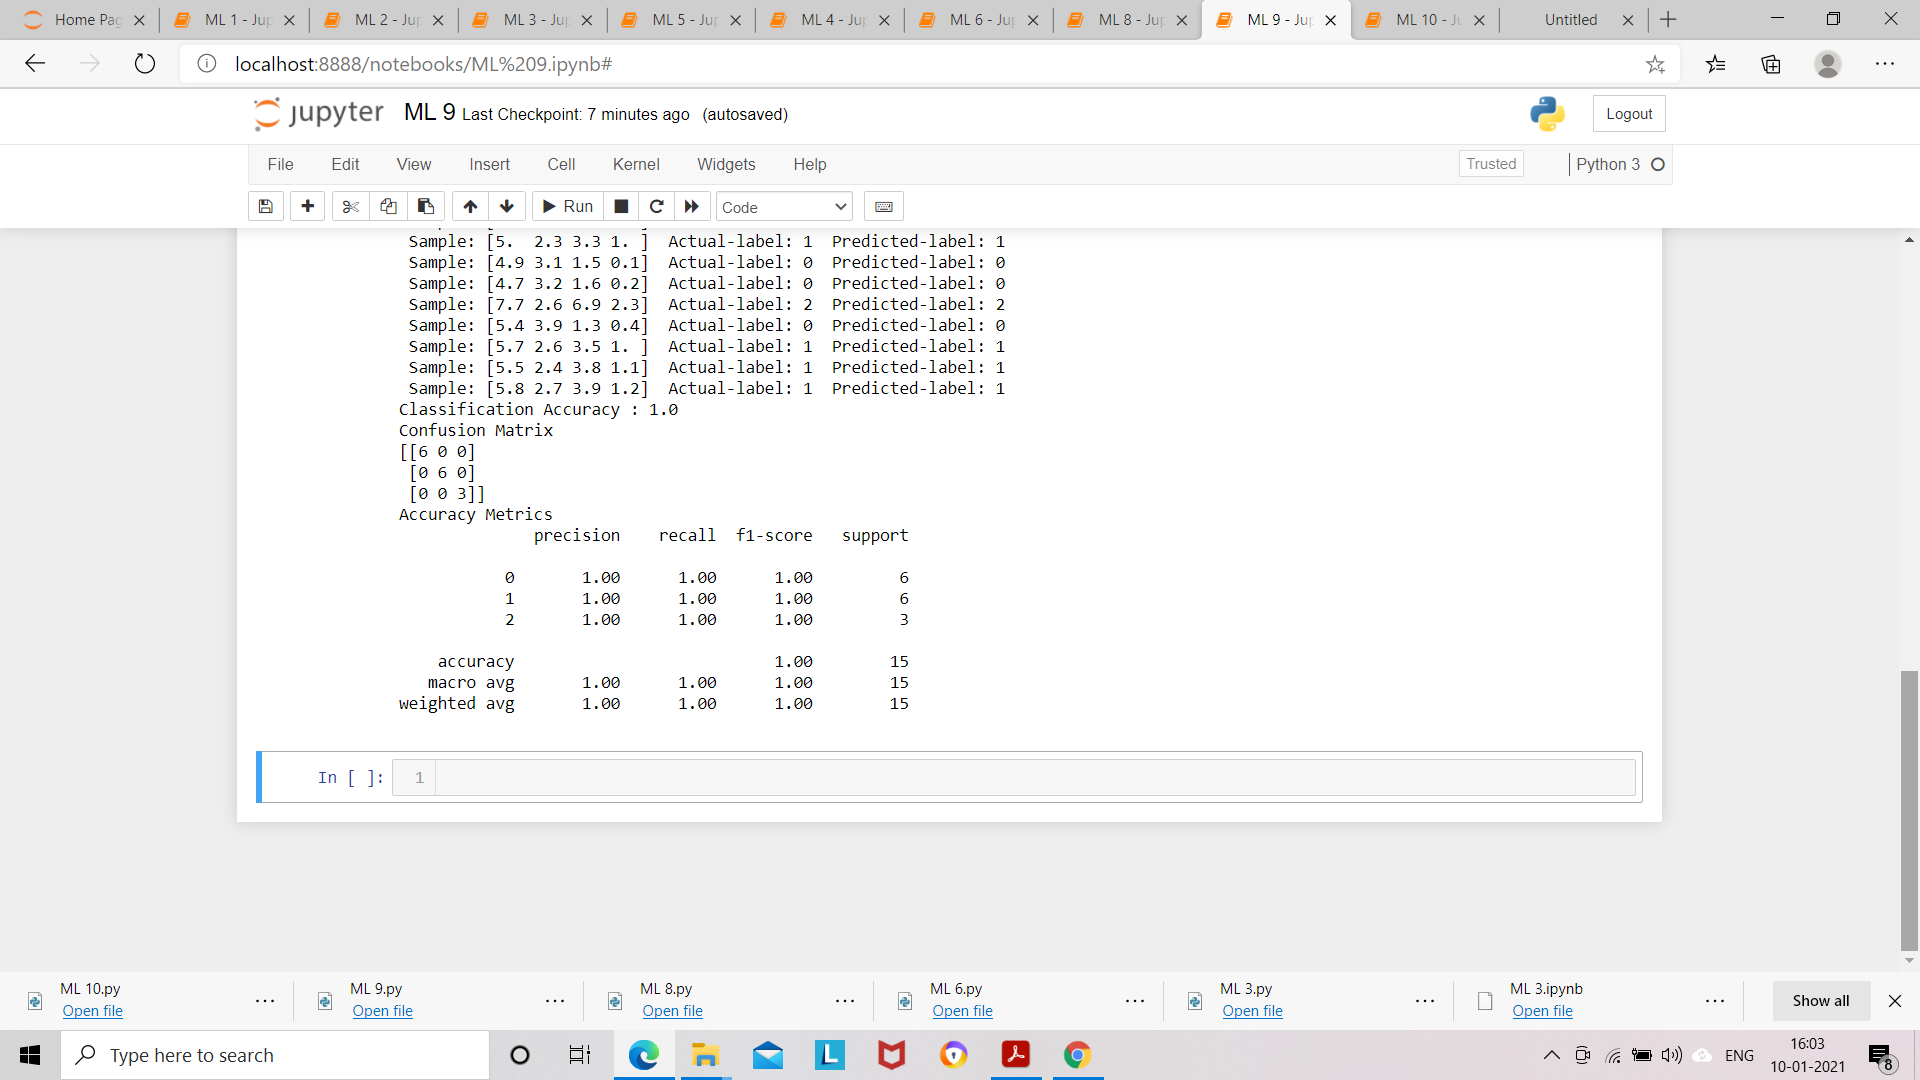 Home Pag
ML 1 - Jup
ML 2 - Jup
ML 3 - Jup
ML 5 - Jup
ML 4 - Jup
ML 6 - Jup
ML 8 - Jup
ML 9 - Jup
ML 10 - Ju
Untitled
localhost:8888/notebooks/ML%209.ipynb#
jupyter ML 9 Last Checkpoint: 7 minutes ago (autosaved)
Logout
File Edit View Insert Cell Kernel Widgets Help
Trusted
Python 3
Run
Code
Sample: [5.  2.3 3.3 1. ]  Actual-label: 1  Predicted-label: 1
Sample: [4.9 3.1 1.5 0.1]  Actual-label: 0  Predicted-label: 0
Sample: [4.7 3.2 1.6 0.2]  Actual-label: 0  Predicted-label: 0
Sample: [7.7 2.6 6.9 2.3]  Actual-label: 2  Predicted-label: 2
Sample: [5.4 3.9 1.3 0.4]  Actual-label: 0  Predicted-label: 0
Sample: [5.7 2.6 3.5 1. ]  Actual-label: 1  Predicted-label: 1
Sample: [5.5 2.4 3.8 1.1]  Actual-label: 1  Predicted-label: 1
Sample: [5.8 2.7 3.9 1.2]  Actual-label: 1  Predicted-label: 1
Classification Accuracy : 1.0
Confusion Matrix
[[6 0 0]
[0 6 0]
[0 0 3]]
Accuracy Metrics
precision recall f1-score support
0 1.00 1.00 1.00 6
1 1.00 1.00 1.00 6
2 1.00 1.00 1.00 3
accuracy 1.00 15
macro avg 1.00 1.00 1.00 15
weighted avg 1.00 1.00 1.00 15
In [ ]: 1
ML 10.py
Open file
ML 9.py
Open file
ML 8.py
Open file
ML 6.py
Open file
ML 3.py
Open file
ML 3.ipynb
Open file
Show all
Type here to search
L
ENG
16:03
10-01-2021
8